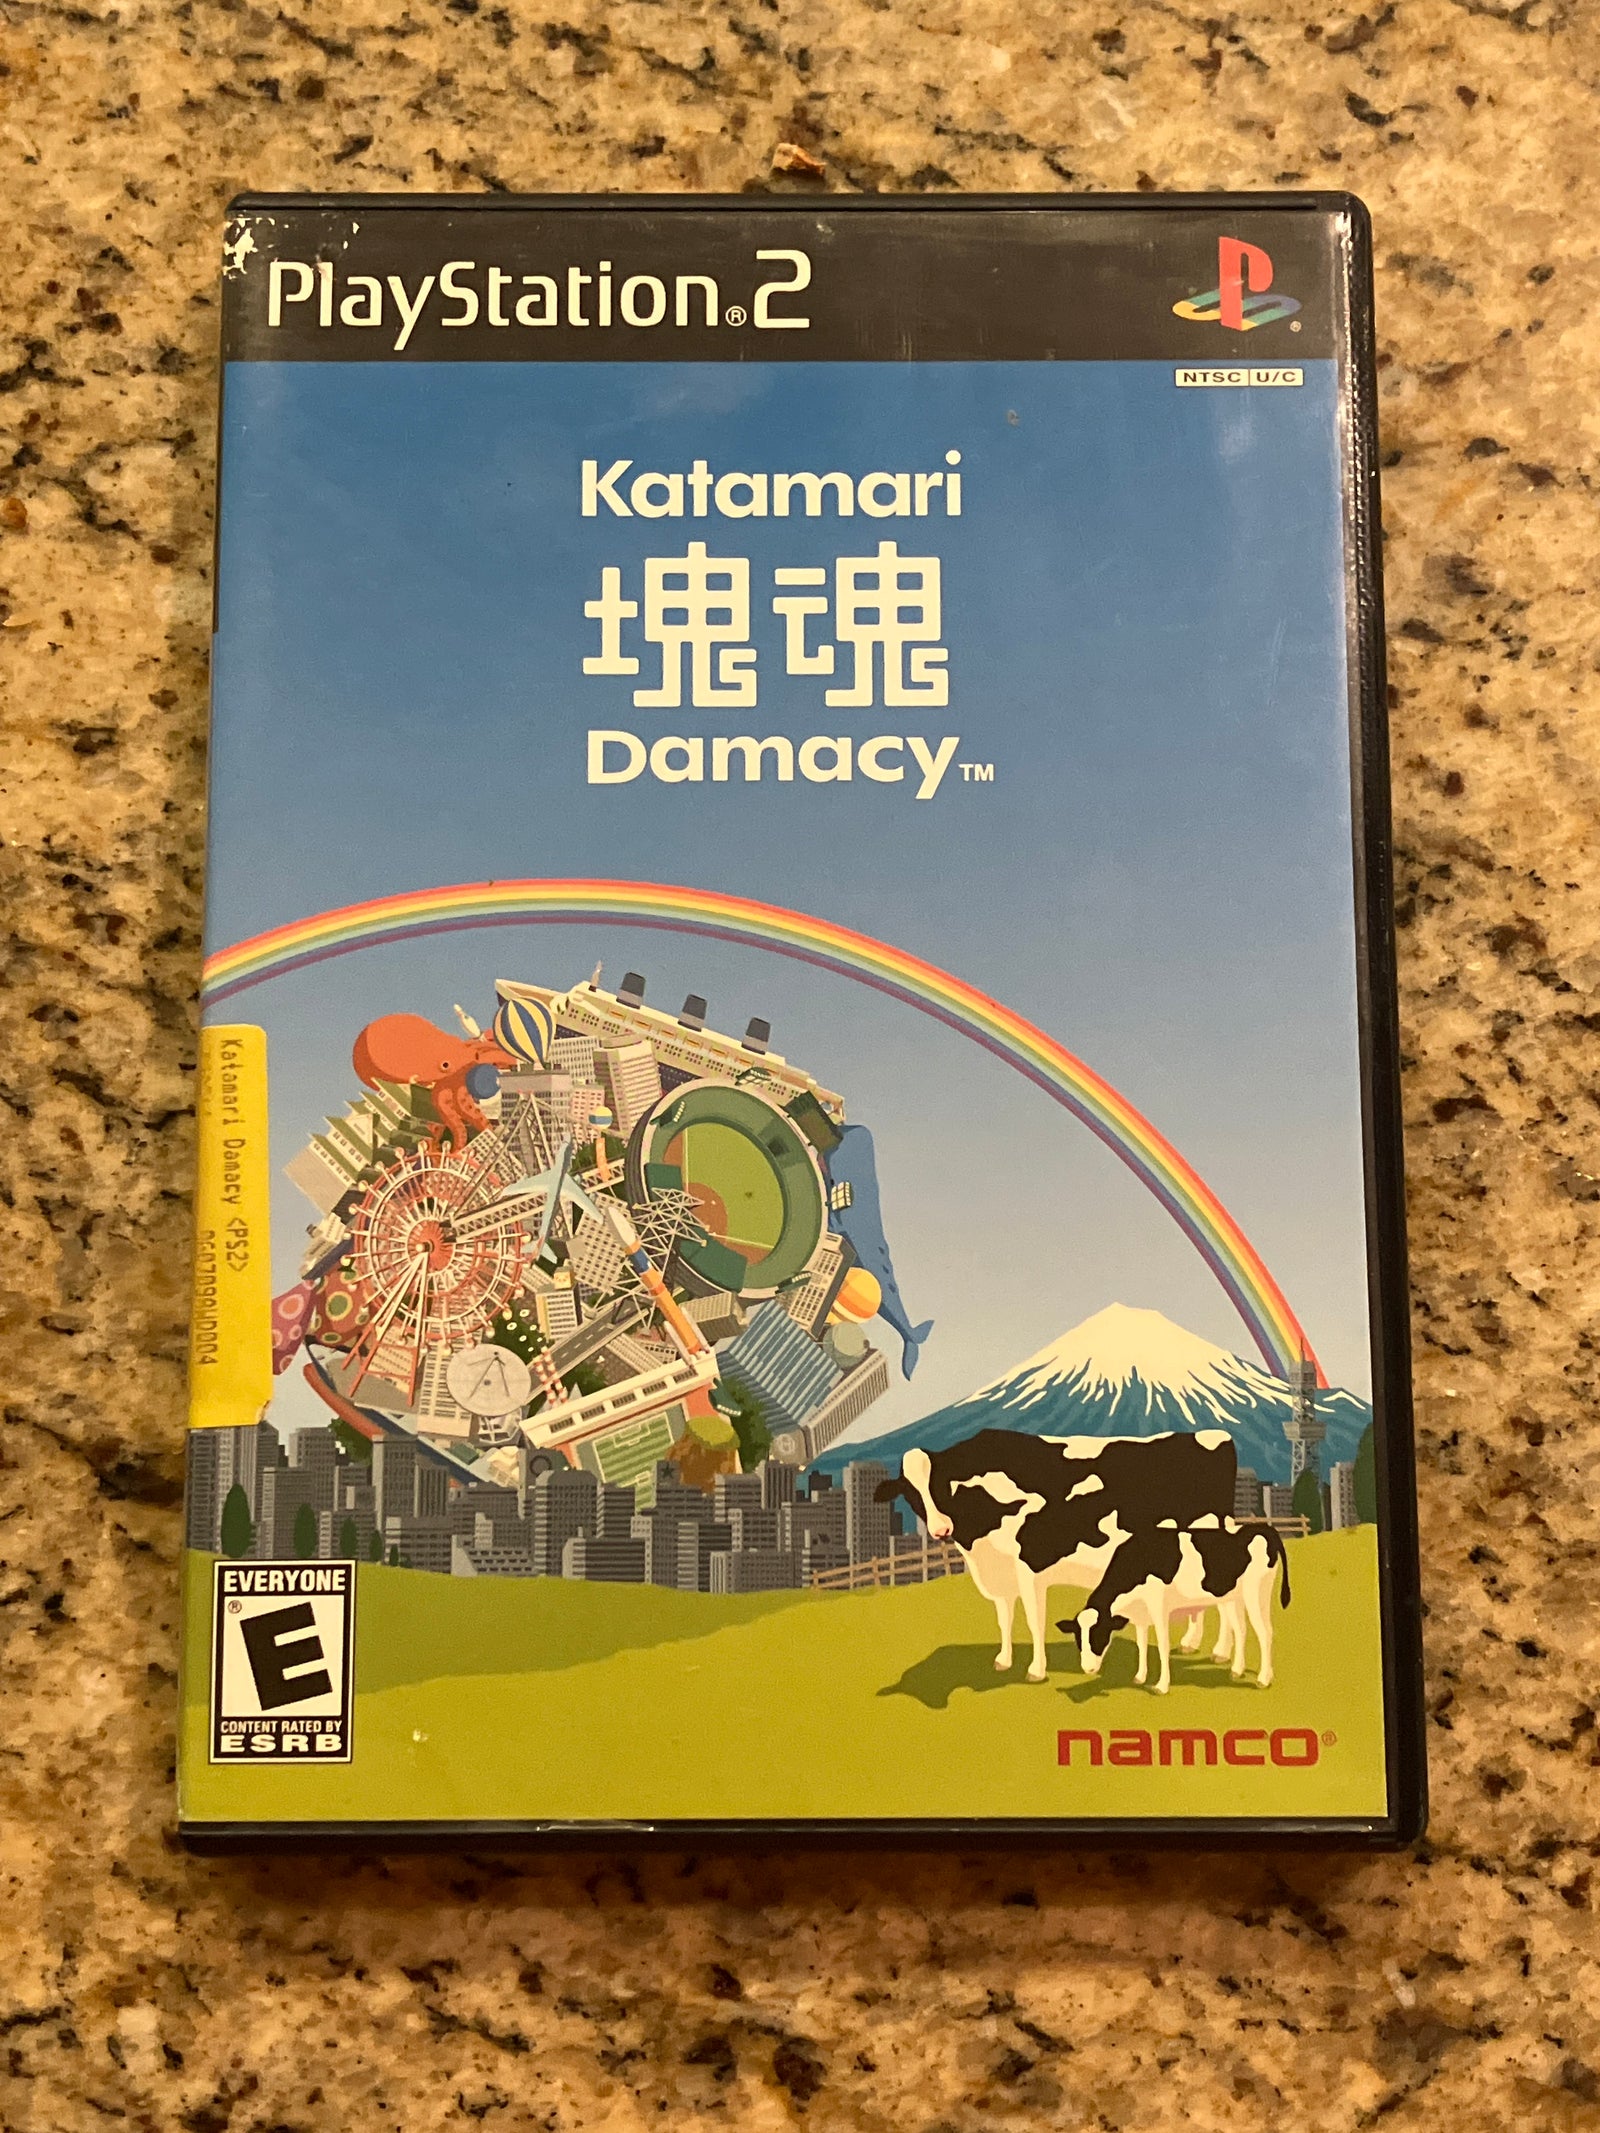 PlayStation®2
NTSC U/C
Katamari
塊魂
Damacy™
Katamari Damacy <PS2>
EVERYONE
®
E
CONTENT RATED BY
ESRB
namco®